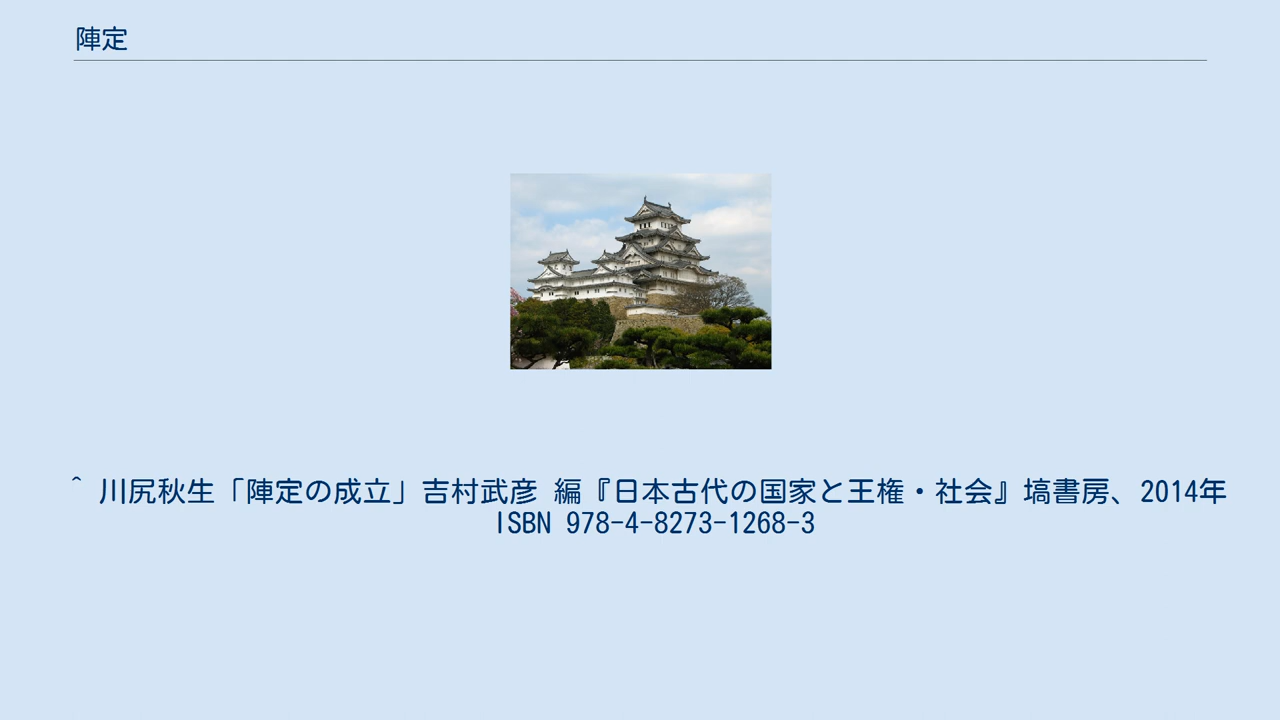 陣定
^ 川尻秋生「陣定の成立」吉村武彦 編『日本古代の国家と王権・社会』塙書房、2014年
ISBN 978-4-8273-1268-3